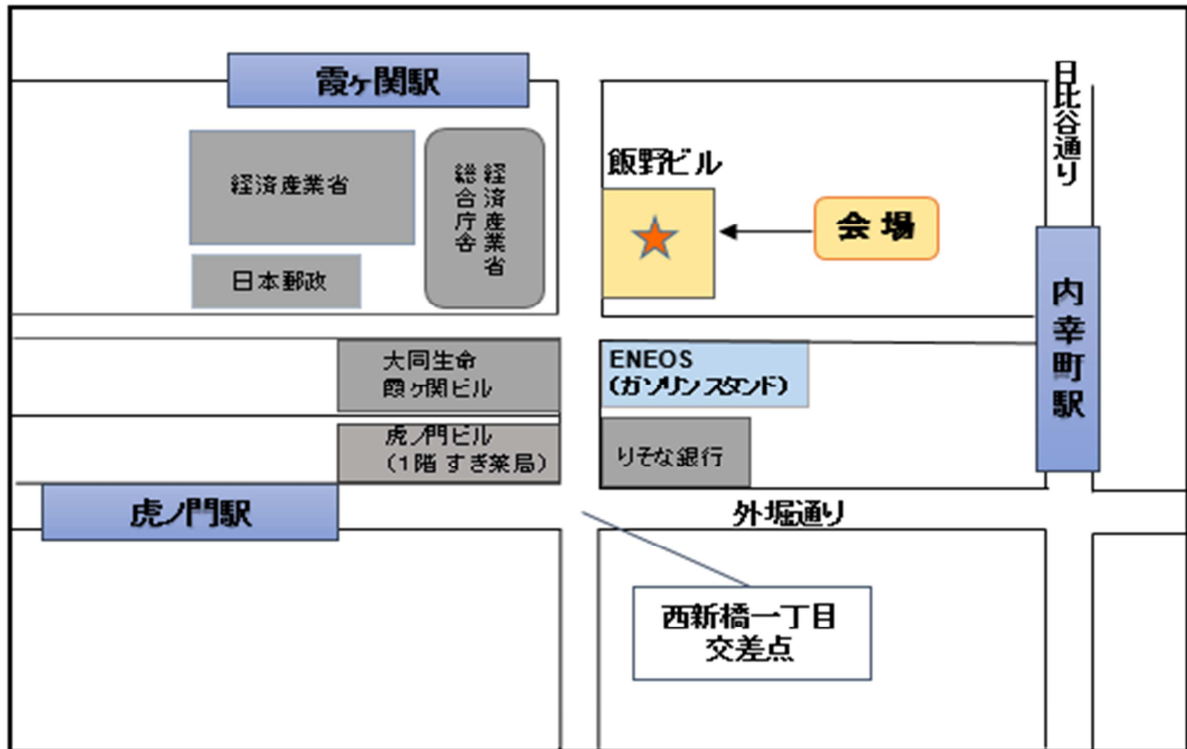 霞ヶ関駅
日比谷通り
経済産業省
経済産業省
総合庁舎
飯野ビル
会場
日本郵政
内幸町駅
大同生命
霞ヶ関ビル
ENEOS
(ガソリンスタンド)
虎ノ門ビル
(1階 すぎ薬局)
りそな銀行
虎ノ門駅
外堀通り
西新橋一丁目
交差点